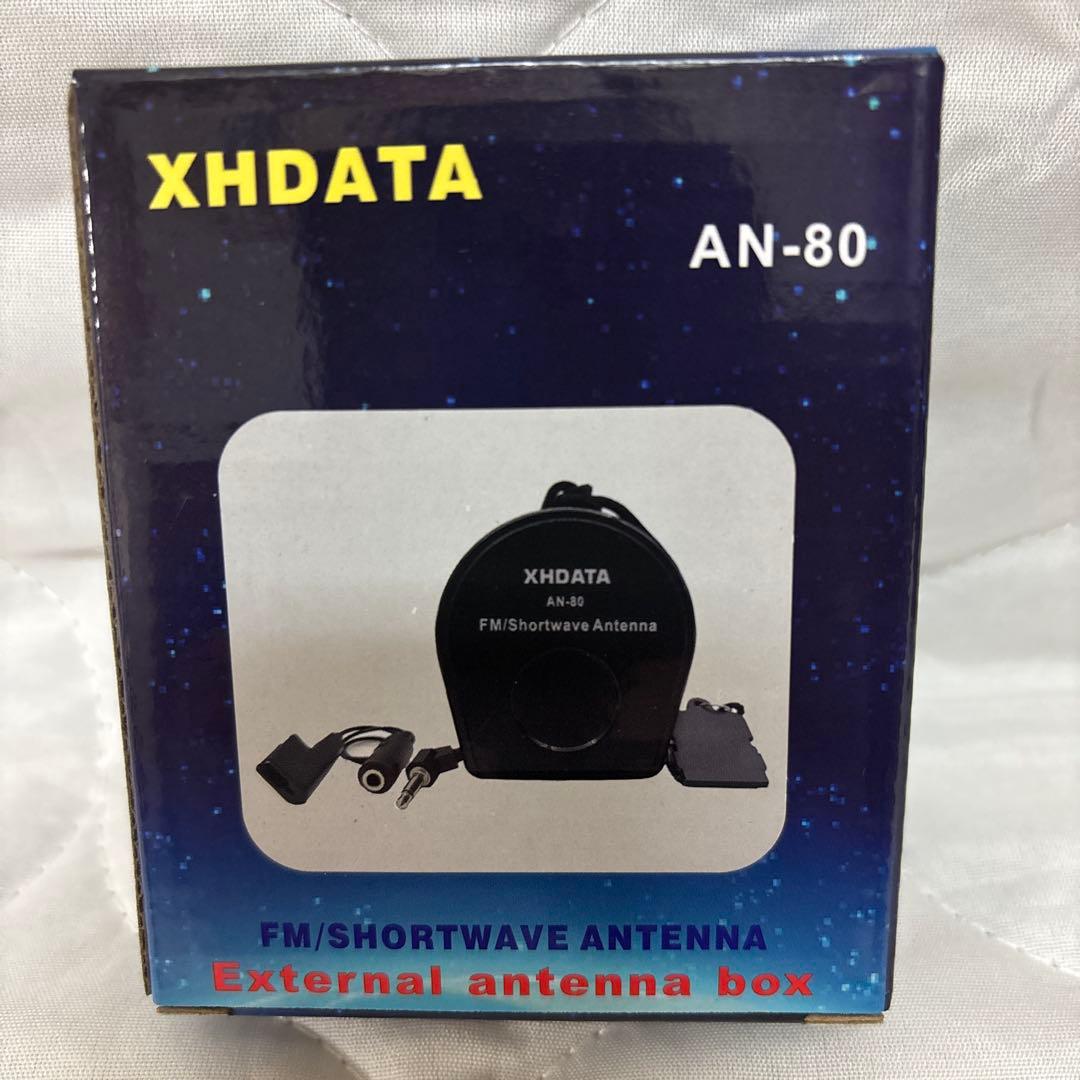 XHDATA
AN-80
XHDATA
AN-80
FM/Shortwave Antenna
FM/SHORTWAVE ANTENNA
External antenna box